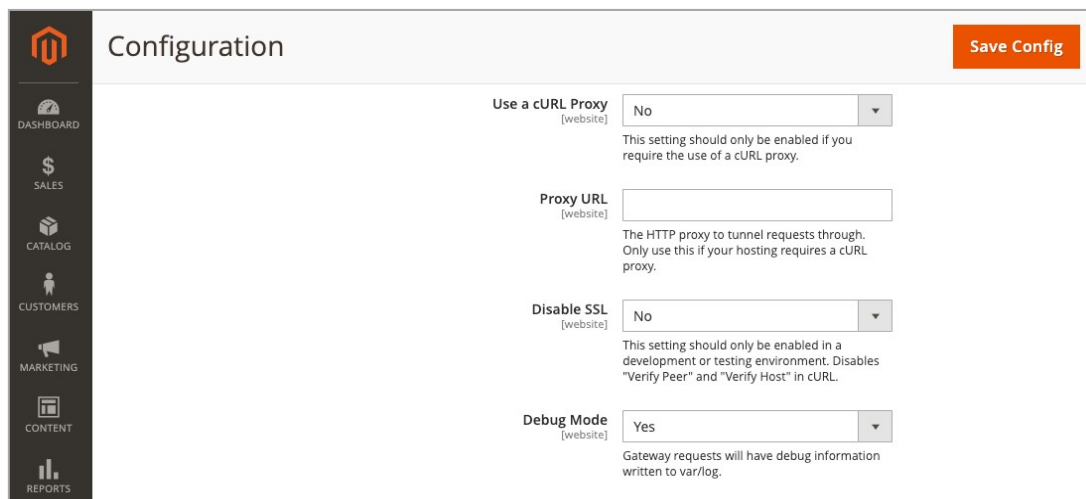 Configuration
Save Config
DASHBOARD
SALES
CATALOG
CUSTOMERS
MARKETING
CONTENT
REPORTS
Use a cURL Proxy
[website]
No
This setting should only be enabled if you
require the use of a cURL proxy.
Proxy URL
[website]
The HTTP proxy to tunnel requests through.
Only use this if your hosting requires a cURL
proxy.
Disable SSL
[website]
No
This setting should only be enabled in a
development or testing environment. Disables
"Verify Peer" and "Verify Host" in cURL.
Debug Mode
[website]
Yes
Gateway requests will have debug information
written to var/log.